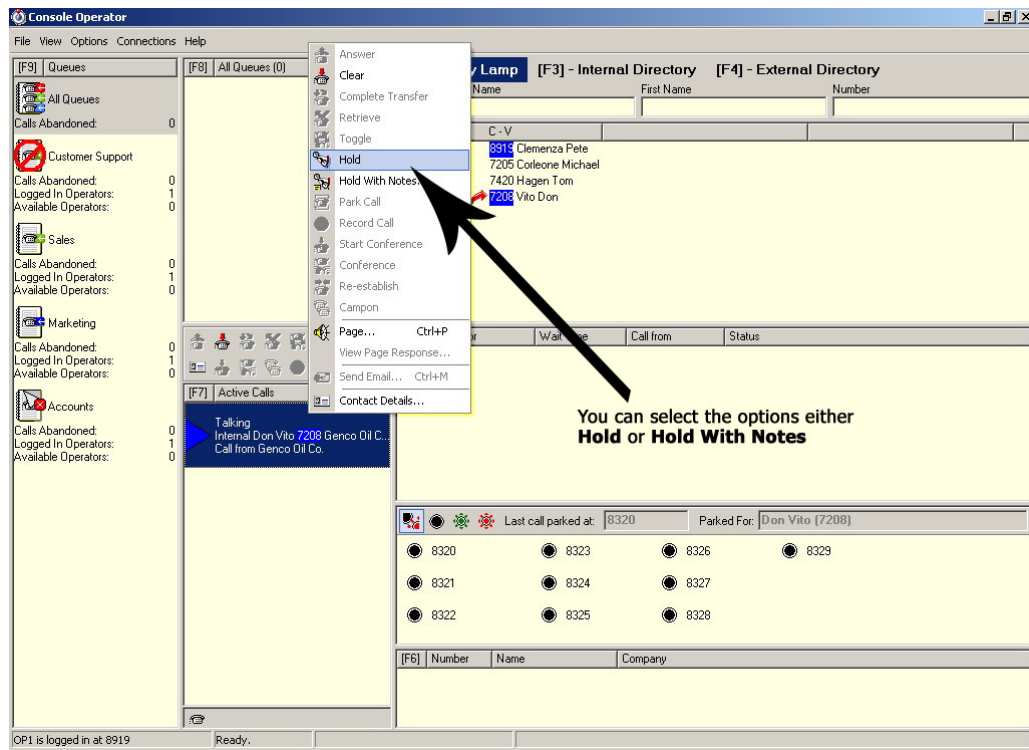 Console Operator
File View Options Connections Help
[F9] Queues
All Queues
Calls Abandoned: 0
Customer Support
Calls Abandoned: 0
Logged In Operators: 1
Available Operators: 0
Sales
Calls Abandoned: 0
Logged In Operators: 1
Available Operators: 0
Marketing
Calls Abandoned: 0
Logged In Operators: 1
Available Operators: 0
Accounts
Calls Abandoned: 0
Logged In Operators: 1
Available Operators: 0
[F8] All Queues (0)
Answer
Clear
Complete Transfer
Retrieve
Toggle
Hold
Hold With Notes...
Park Call
Record Call
Start Conference
Conference
Re-establish
Campon
Page... Ctrl+P
View Page Response...
Send Email... Ctrl+M
Contact Details...
[F7] Active Calls
Talking
Internal Don Vito 7208 Genco Oil C...
Call from Genco Oil Co.
Lamp [F3] - Internal Directory [F4] - External Directory
Name First Name Number
C - V
8919 Clemenza Pete
7205 Corleone Michael
7420 Hagen Tom
7208 Vito Don
Call from Status
You can select the options either
Hold or Hold With Notes
Last call parked at: 8320 Parked For: Don Vito (7208)
8320 8323 8326 8329
8321 8324 8327
8322 8325 8328
[F6] Number Name Company
OP1 is logged in at 8919 Ready.